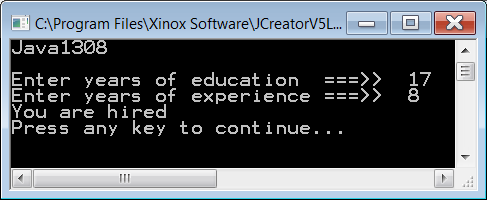 C:\Program Files\Xinox Software\JCreatorV5L...
Java1308
Enter years of education  ===>>  17
Enter years of experience ===>>  8
You are hired
Press any key to continue...